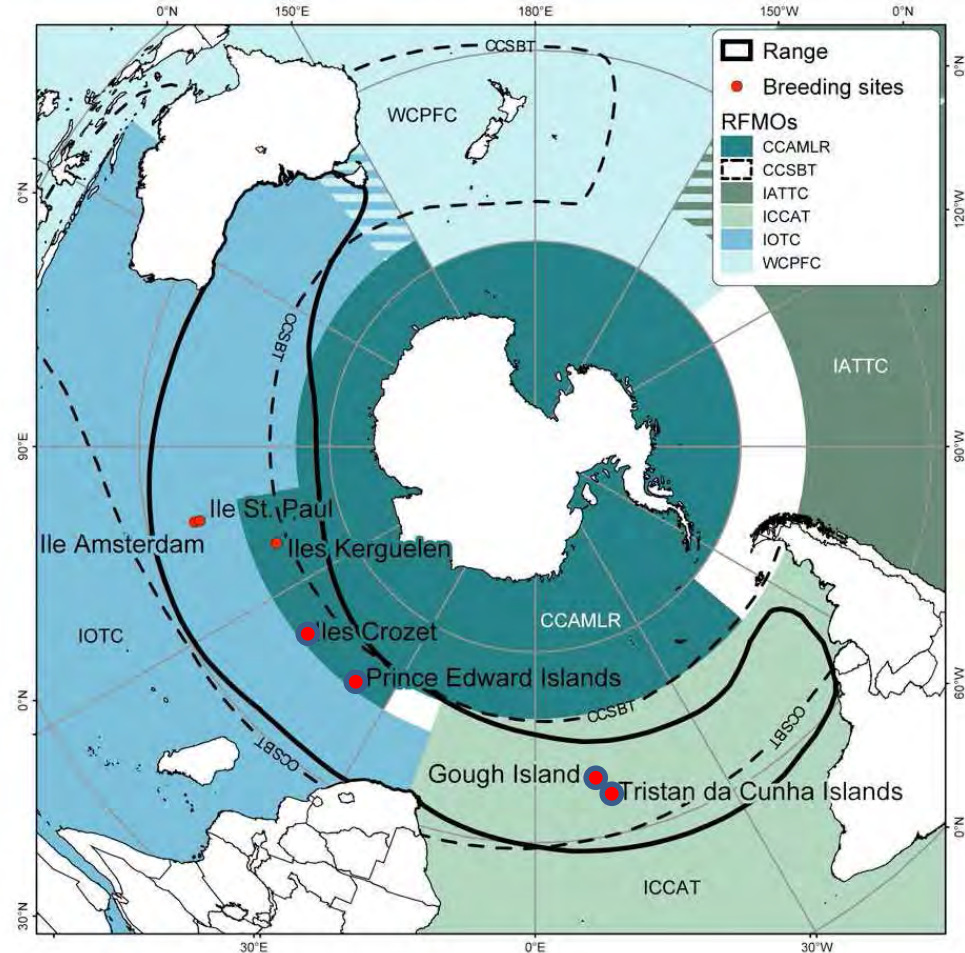 0°N
150°E
180°E
150°W
0°N
Range
Breeding sites
RFMOs
CCAMLR
CCSBT
IATTC
ICCAT
IOTC
WCPFC
CCSBT
WCPFC
0°N
120°W
0°N
CCSBT
IATTC
90°E
90°W
Ile St. Paul
Ile Amsterdam
Iles Kerguelen
CCAMLR
IOTC
Iles Crozet
Prince Edward Islands
60°W
0°N
CCSBT
CCSBT
CCSBT
Gough Island
Tristan da Cunha Islands
0°N
ICCAT
30°N
30°E
0°E
30°W